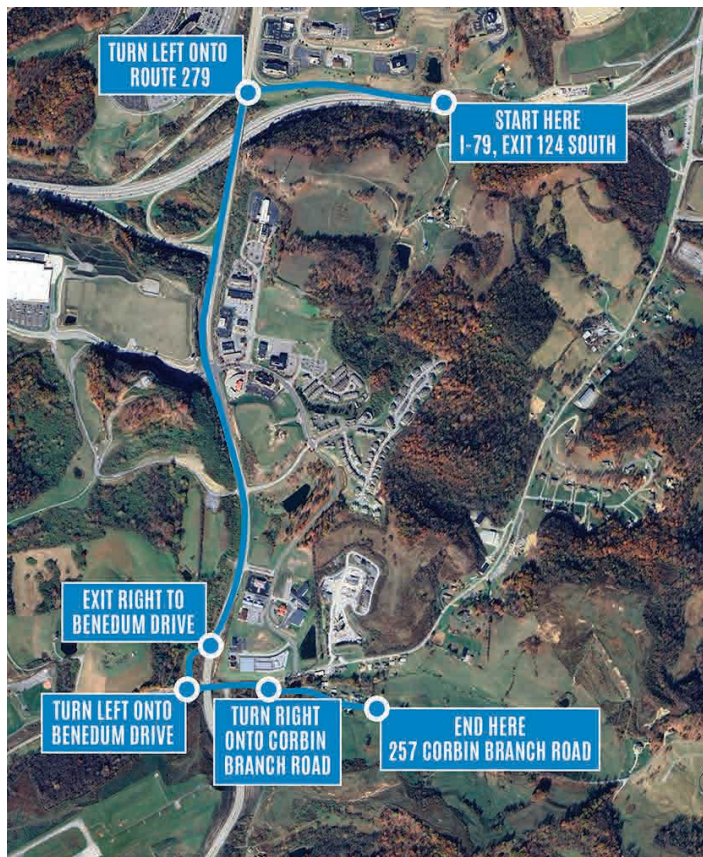 TURN LEFT ONTO
ROUTE 279
START HERE
I-79, EXIT 124 SOUTH
EXIT RIGHT TO
BENEDUM DRIVE
TURN LEFT ONTO
BENEDUM DRIVE
TURN RIGHT
ONTO CORBIN
BRANCH ROAD
END HERE
257 CORBIN BRANCH ROAD